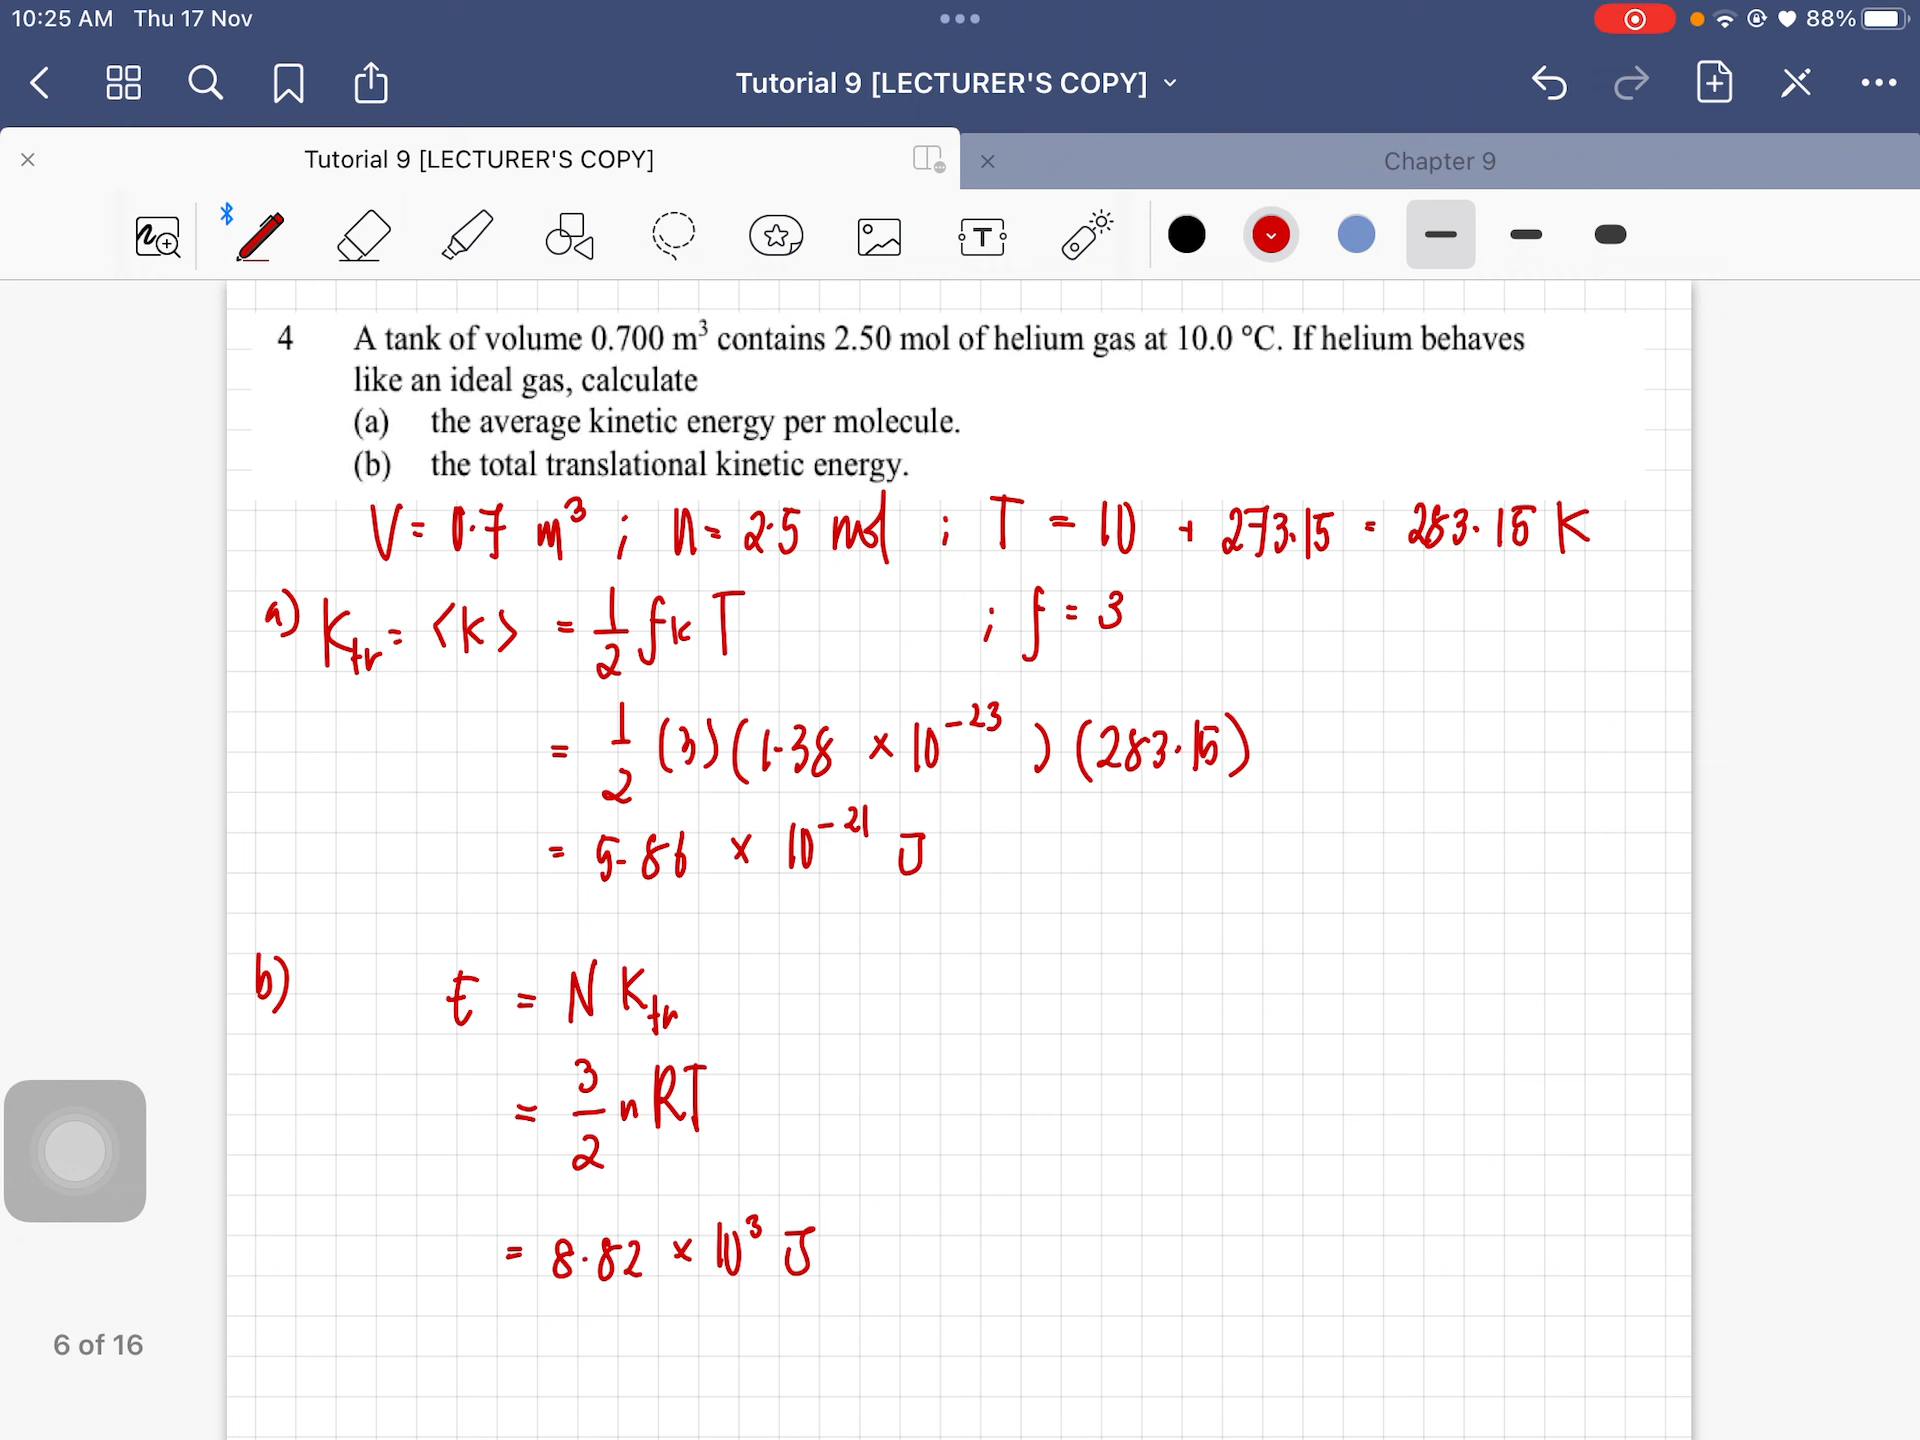 10:25 AM Thu 17 Nov
88%
Tutorial 9 [LECTURER'S COPY]
Tutorial 9 [LECTURER'S COPY]
Chapter 9
4 A tank of volume 0.700 m³ contains 2.50 mol of helium gas at 10.0 °C. If helium behaves
like an ideal gas, calculate
(a) the average kinetic energy per molecule.
(b) the total translational kinetic energy.
V = 0.7 m³ ; n = 2.5 mol ; T = 10 + 273.15 = 283.15 K
a) Ktr = ⟨K⟩ = 1/2 f k T ; f = 3
= 1/2 (3)(1.38 × 10⁻²³) (283.15)
= 5.86 × 10⁻²¹ J
b) E = N Ktr
= 3/2 n R T
= 8.82 × 10³ J
6 of 16